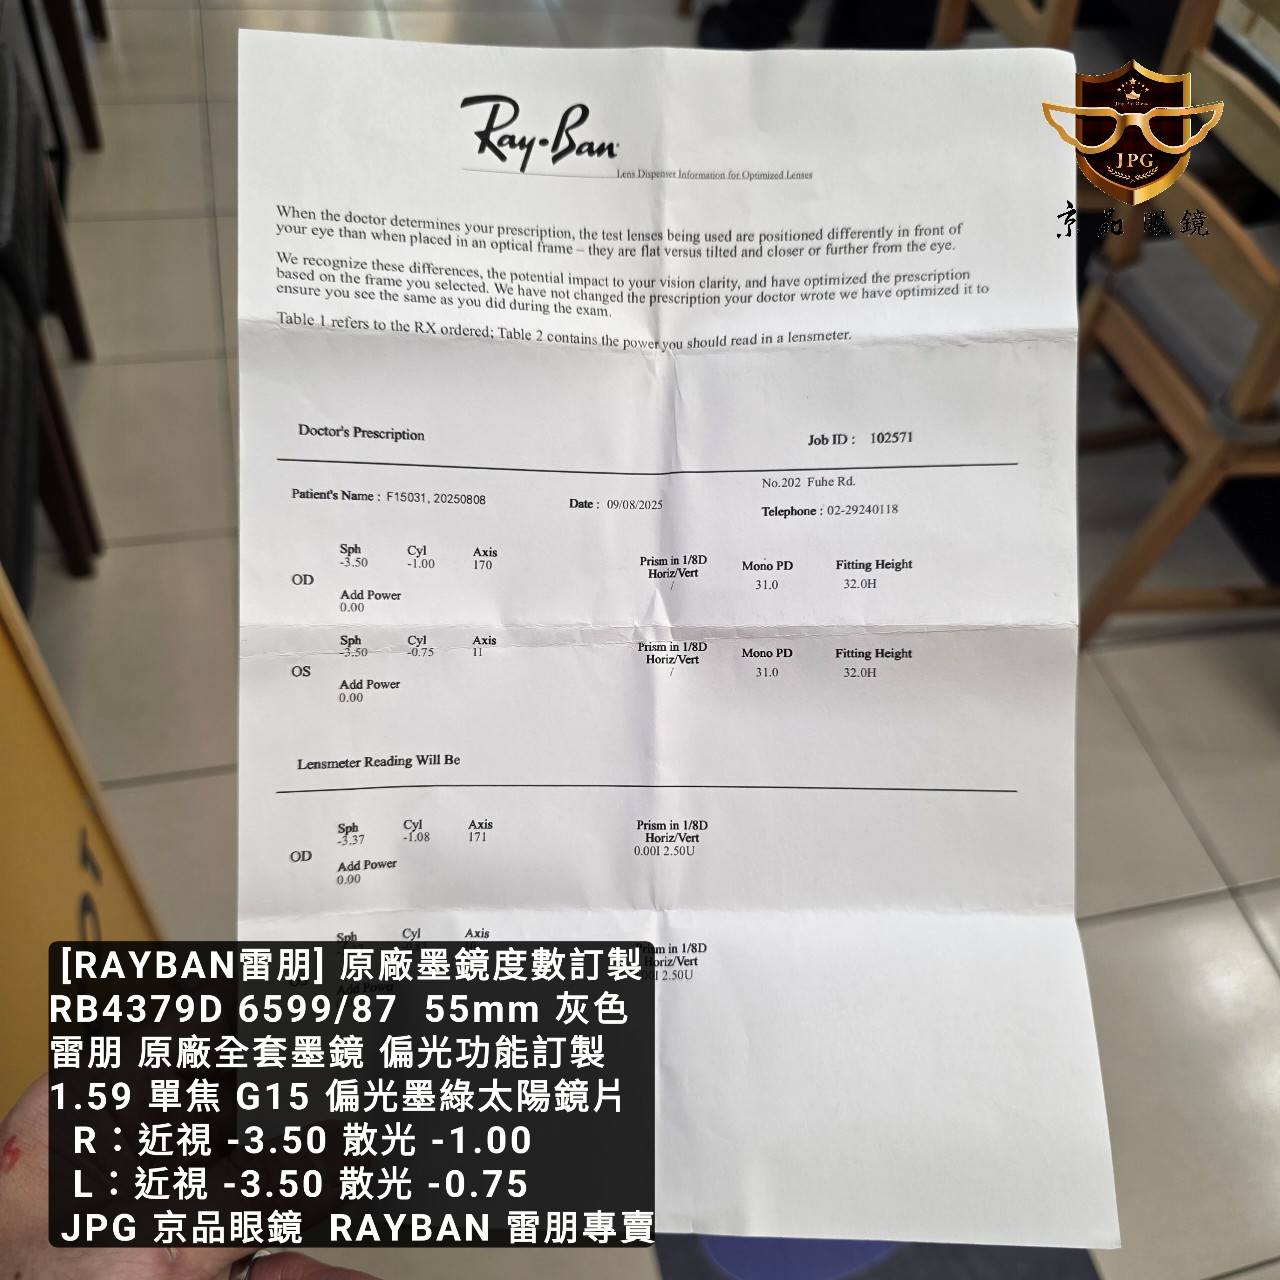 Ray-Ban
Lens Dispenser Information for Optimized Lenses
JPG
京品眼鏡
When the doctor determines your prescription, the test lenses being used are positioned differently in front of
your eye than when placed in an optical frame – they are flat versus tilted and closer or further from the eye.
We recognize these differences, the potential impact to your vision clarity, and have optimized the prescription
based on the frame you selected. We have not changed the prescription your doctor wrote we have optimized it to
ensure you see the same as you did during the exam.
Table 1 refers to the RX ordered; Table 2 contains the power you should read in a lensmeter.
Doctor's Prescription Job ID : 102571
No.202 Fuhe Rd.
Patient's Name : F15031, 20250808 Date : 09/08/2025
Telephone : 02-29240118
Sph Cyl Axis Prism in 1/8D Mono PD Fitting Height
-3.50 -1.00 170 Horiz/Vert
OD / 31.0 32.0H
Add Power
0.00
Sph Cyl Axis Prism in 1/8D Mono PD Fitting Height
-3.50 -0.75 11 Horiz/Vert
OS / 31.0 32.0H
Add Power
0.00
Lensmeter Reading Will Be
Sph Cyl Axis Prism in 1/8D
-3.37 -1.08 171 Horiz/Vert
OD 0.00I 2.50U
Add Power
0.00
Sph Cyl Axis in 1/8D
Horiz/Vert
2.50U
[RAYBAN雷朋] 原廠墨鏡度數訂製
RB4379D 6599/87 55mm 灰色
雷朋 原廠全套墨鏡 偏光功能訂製
1.59 單焦 G15 偏光墨綠太陽鏡片
R：近視 -3.50 散光 -1.00
L：近視 -3.50 散光 -0.75
JPG 京品眼鏡 RAYBAN 雷朋專賣